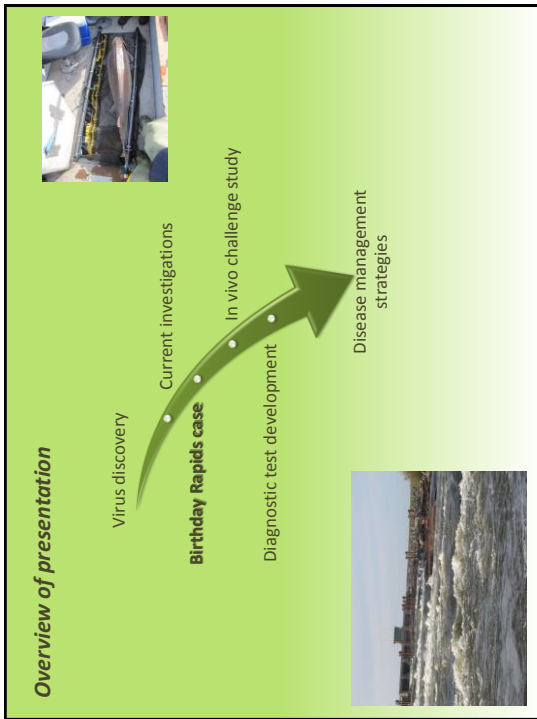 Overview of presentation
Virus discovery
Current investigations
Birthday Rapids case
In vivo challenge study
Diagnostic test development
Disease management
strategies